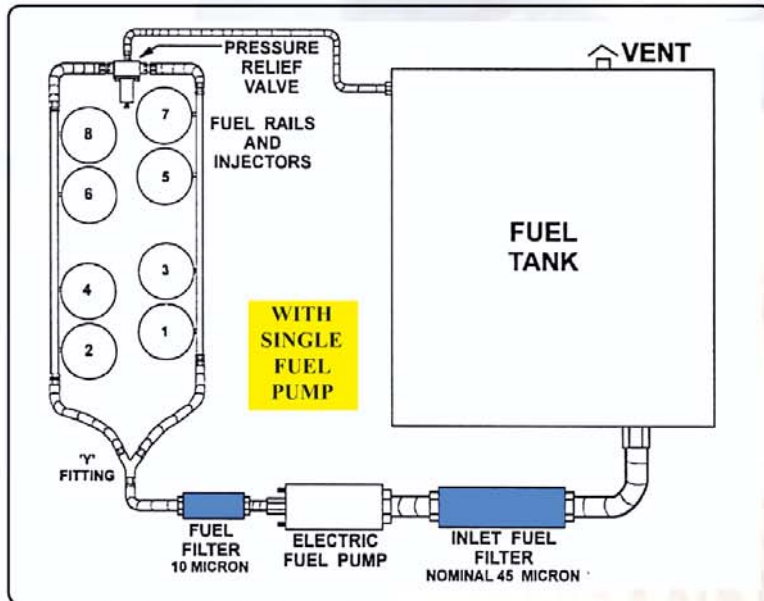 PRESSURE
RELIEF
VALVE
VENT
FUEL RAILS
AND
INJECTORS
8
7
6
5
4
3
2
1
FUEL
TANK
WITH
SINGLE
FUEL
PUMP
'Y'
FITTING
FUEL
FILTER
10 MICRON
ELECTRIC
FUEL PUMP
INLET FUEL
FILTER
NOMINAL 45 MICRON